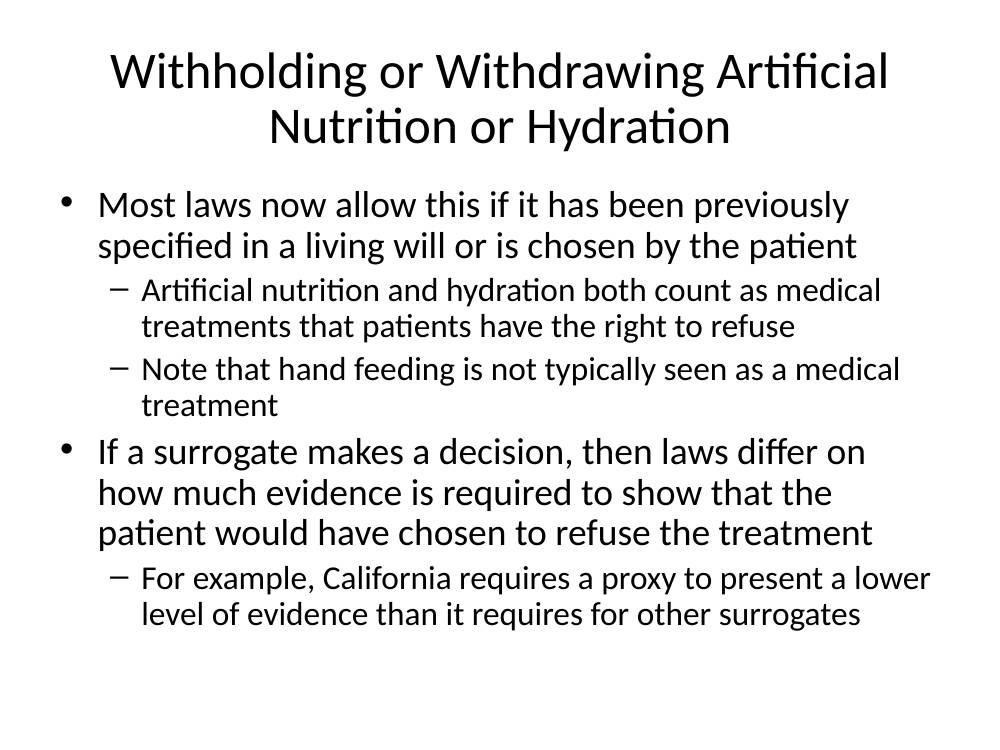 Withholding or Withdrawing Artificial
Nutrition or Hydration
• Most laws now allow this if it has been previously
specified in a living will or is chosen by the patient
– Artificial nutrition and hydration both count as medical
treatments that patients have the right to refuse
– Note that hand feeding is not typically seen as a medical
treatment
• If a surrogate makes a decision, then laws differ on
how much evidence is required to show that the
patient would have chosen to refuse the treatment
– For example, California requires a proxy to present a lower
level of evidence than it requires for other surrogates